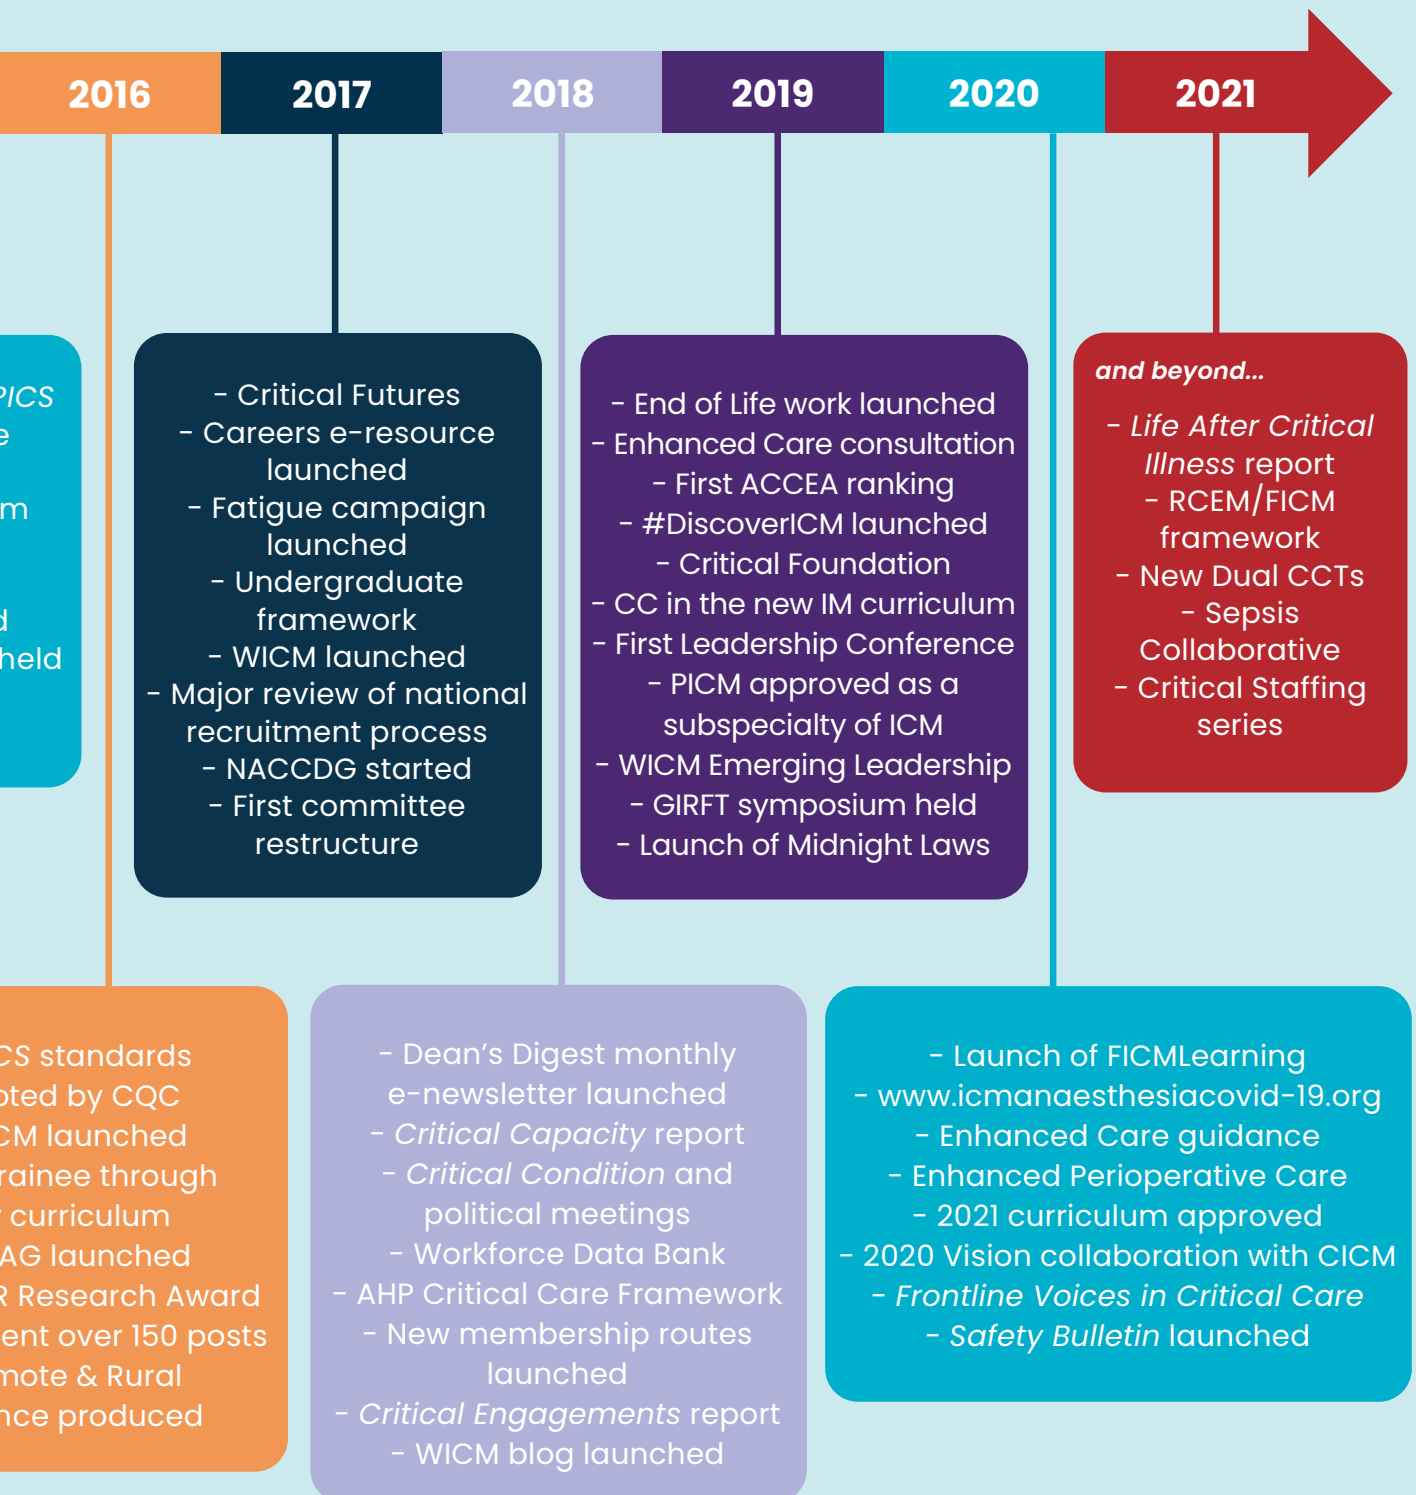 2016
2017
2018
2019
2020
2021
PICS
held
- Critical Futures
- Careers e-resource
launched
- Fatigue campaign
launched
- Undergraduate
framework
- WICM launched
- Major review of national
recruitment process
- NACCDG started
- First committee
restructure
- End of Life work launched
- Enhanced Care consultation
- First ACCEA ranking
- #DiscoverICM launched
- Critical Foundation
- CC in the new IM curriculum
- First Leadership Conference
- PICM approved as a
subspecialty of ICM
- WICM Emerging Leadership
- GIRFT symposium held
- Launch of Midnight Laws
and beyond...
- Life After Critical
Illness report
- RCEM/FICM
framework
- New Dual CCTs
- Sepsis
Collaborative
- Critical Staffing
series
CS standards
pted by CQC
CM launched
rainee through
curriculum
AG launched
R Research Award
ent over 150 posts
mote & Rural
nce produced
- Dean's Digest monthly
e-newsletter launched
- Critical Capacity report
- Critical Condition and
political meetings
- Workforce Data Bank
- AHP Critical Care Framework
- New membership routes
launched
- Critical Engagements report
- WICM blog launched
- Launch of FICMLearning
- www.icmanaesthesiacovid-19.org
- Enhanced Care guidance
- Enhanced Perioperative Care
- 2021 curriculum approved
- 2020 Vision collaboration with CICM
- Frontline Voices in Critical Care
- Safety Bulletin launched